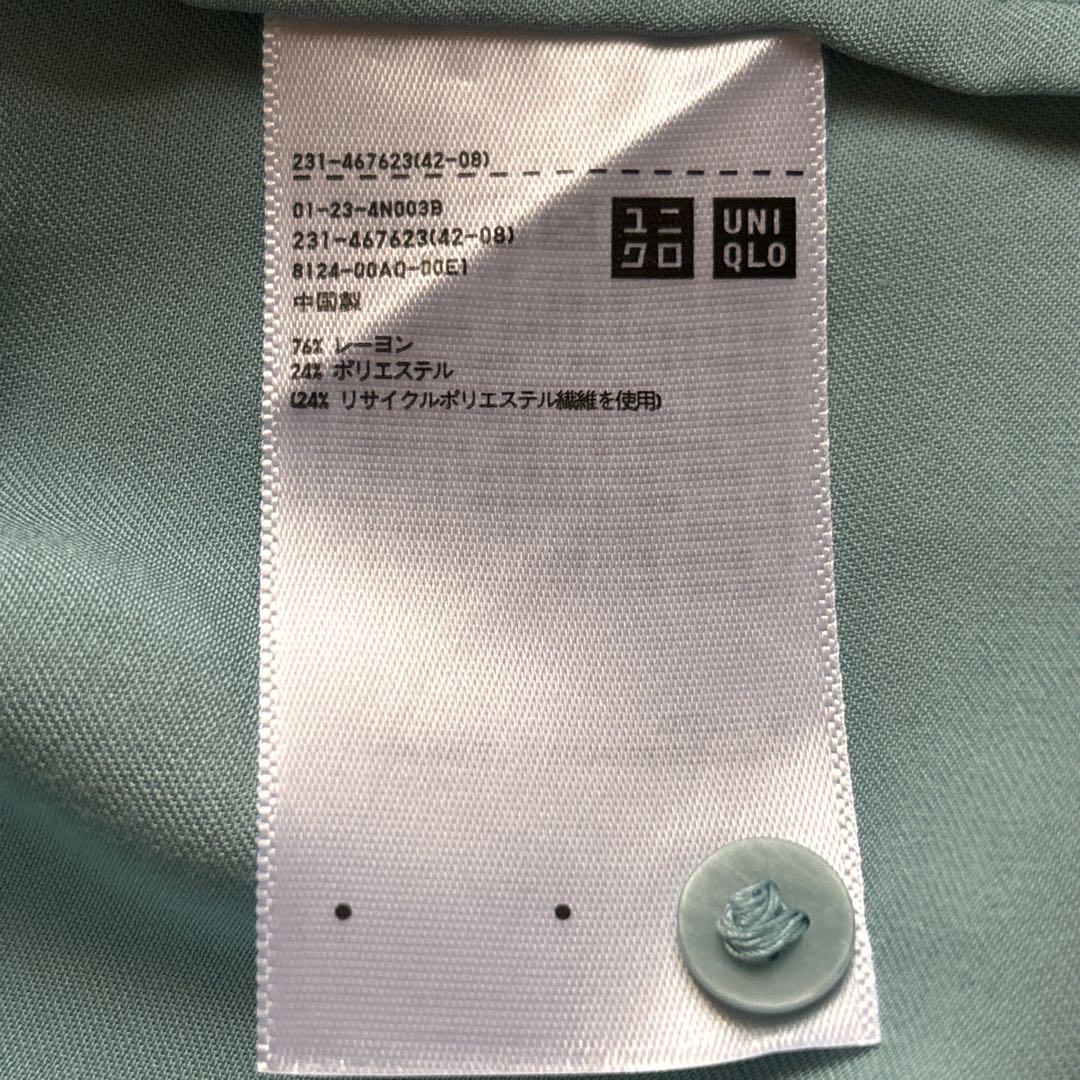 231-467623(42-08)
01-23-4N003B
231-467623(42-08)
8124-00AQ-00E1
中国製
ユニ
クロ
UNI
QLO
76% レーヨン
24% ポリエステル
(24% リサイクルポリエステル繊維を使用)